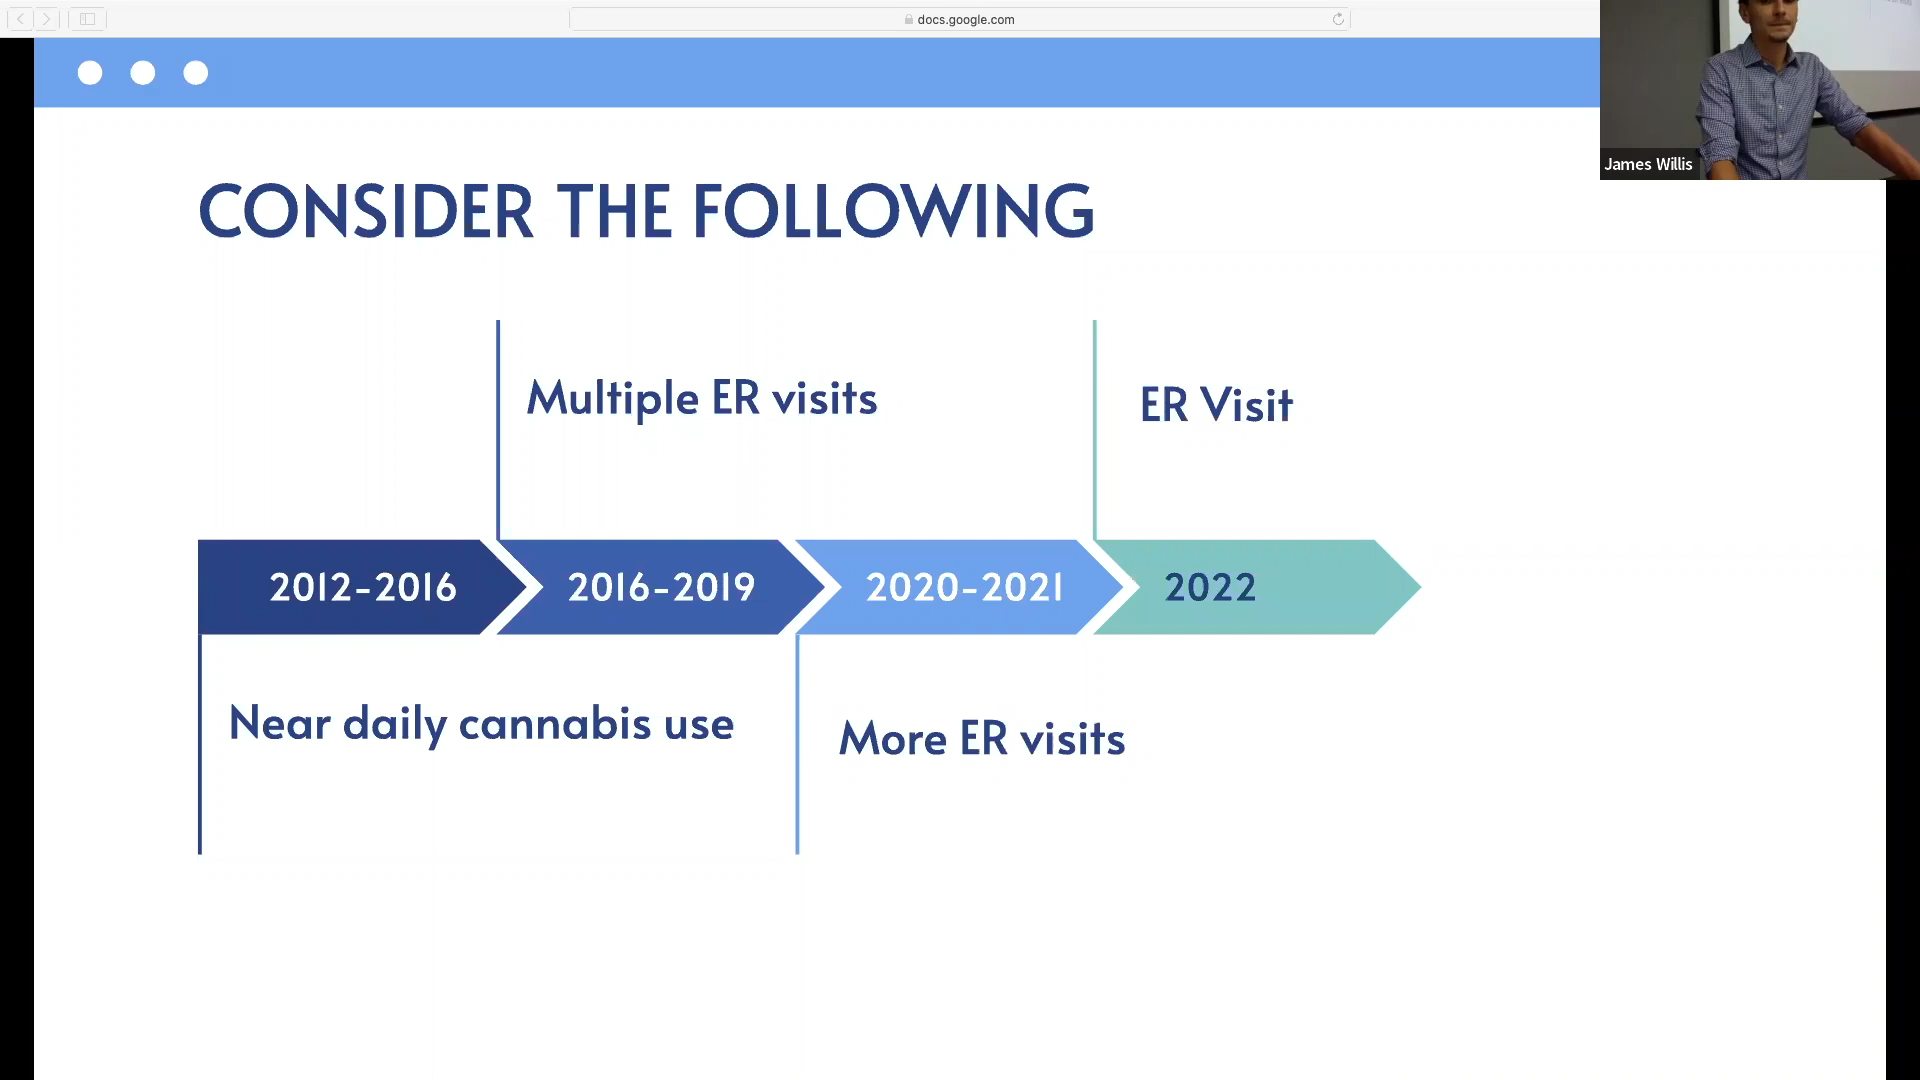 docs.google.com
James Willis
CONSIDER THE FOLLOWING
Multiple ER visits
ER Visit
2012-2016
2016-2019
2020-2021
2022
Near daily cannabis use
More ER visits